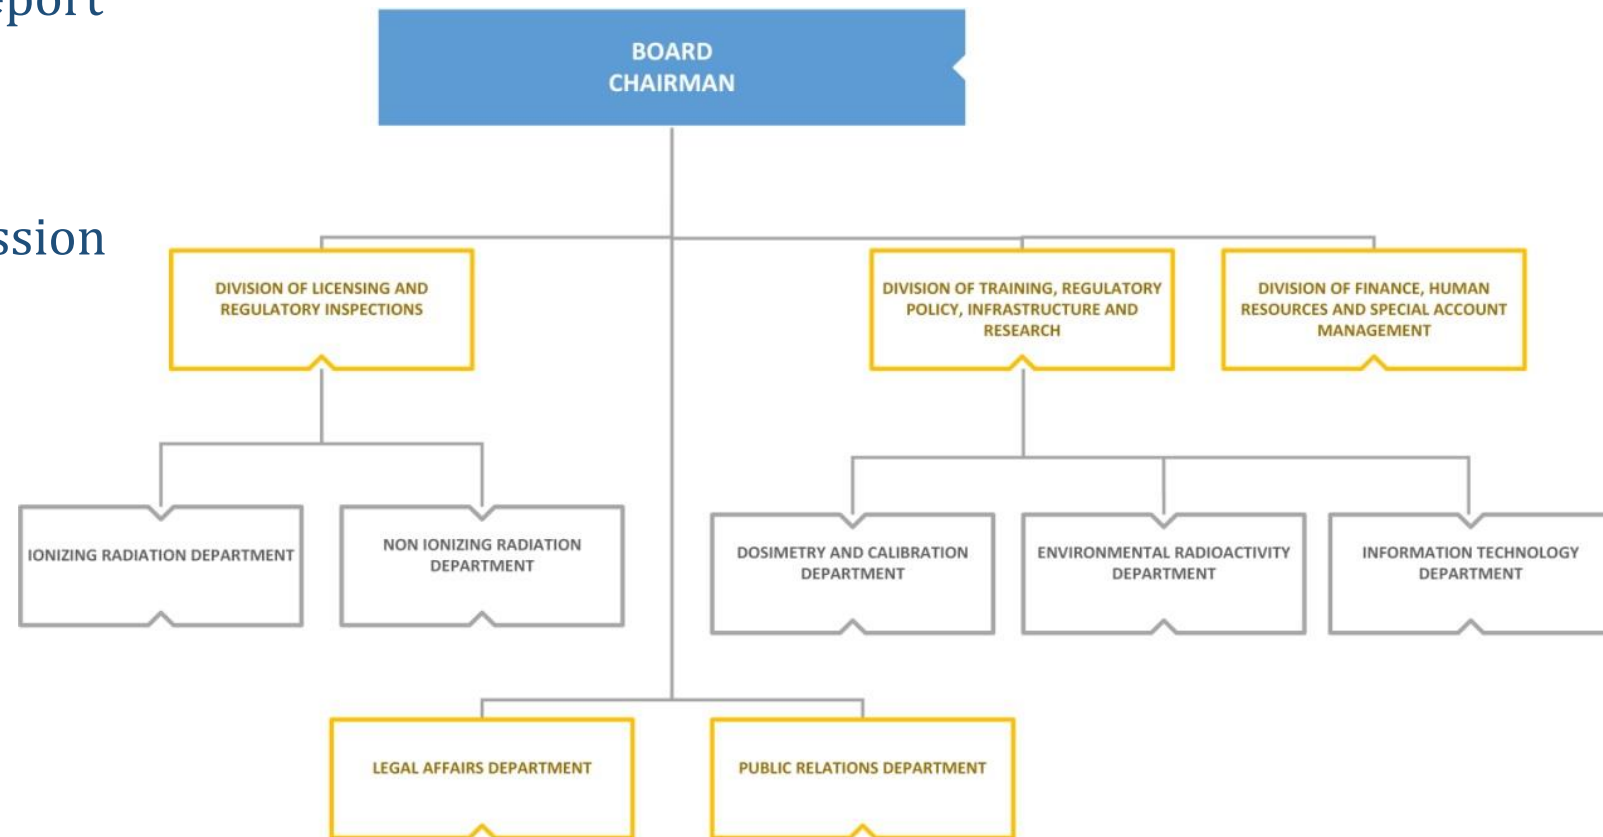 eport
ssion
BOARD
CHAIRMAN
DIVISION OF LICENSING AND
REGULATORY INSPECTIONS
DIVISION OF TRAINING, REGULATORY
POLICY, INFRASTRUCTURE AND
RESEARCH
DIVISION OF FINANCE, HUMAN
RESOURCES AND SPECIAL ACCOUNT
MANAGEMENT
IONIZING RADIATION DEPARTMENT
NON IONIZING RADIATION
DEPARTMENT
DOSIMETRY AND CALIBRATION
DEPARTMENT
ENVIRONMENTAL RADIOACTIVITY
DEPARTMENT
INFORMATION TECHNOLOGY
DEPARTMENT
LEGAL AFFAIRS DEPARTMENT
PUBLIC RELATIONS DEPARTMENT